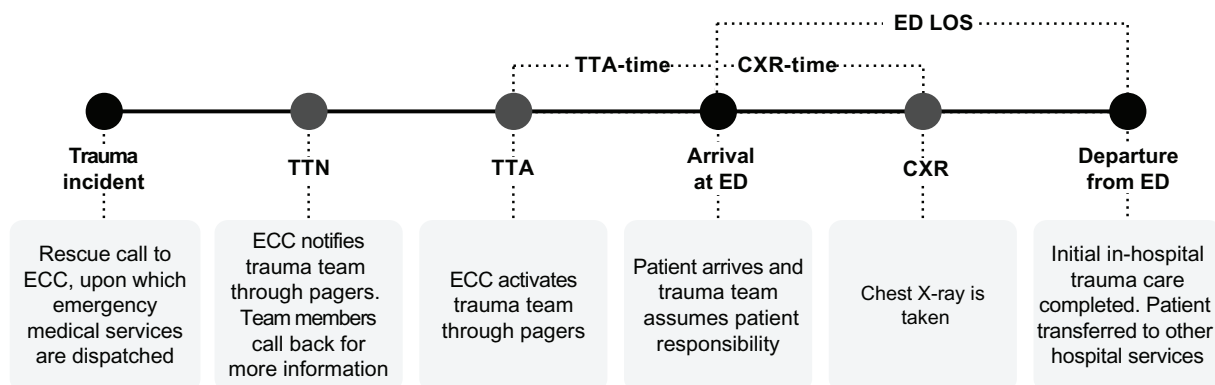 ED LOS
TTA-time
CXR-time
Trauma
incident
TTN
TTA
Arrival
at ED
CXR
Departure
from ED
Rescue call to
ECC, upon which
emergency
medical services
are dispatched
ECC notifies
trauma team
through pagers.
Team members
call back for
more information
ECC activates
trauma team
through pagers
Patient arrives and
trauma team
assumes patient
responsibility
Chest X-ray is
taken
Initial in-hospital
trauma care
completed. Patient
transferred to other
hospital services